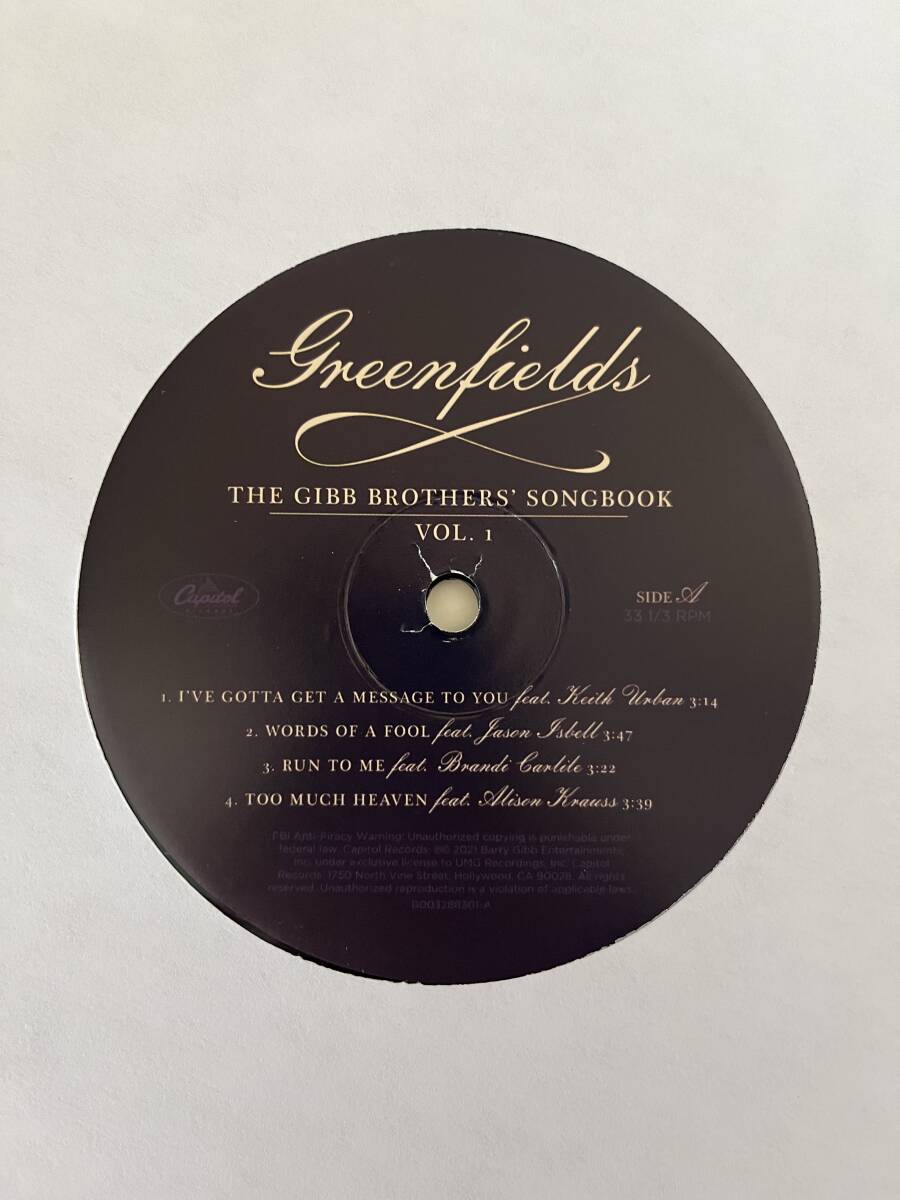 Greenfields
THE GIBB BROTHERS' SONGBOOK
VOL. 1
Capitol
RECORDS
SIDE A
33 1/3 RPM
1. I'VE GOTTA GET A MESSAGE TO YOU feat. Keith Urban 3:14
2. WORDS OF A FOOL feat. Jason Isbell 3:47
3. RUN TO ME feat. Brandi Carlile 3:22
4. TOO MUCH HEAVEN feat. Alison Krauss 3:39
FBI Anti-Piracy Warning: Unauthorized copying is punishable under
federal law. Capitol Records; ℗© 2021 Barry Gibb Entertainments,
Inc. under exclusive license to UMG Recordings, Inc. Capitol
Records, 1750 North Vine Street, Hollywood, CA 90028. All rights
reserved. Unauthorized reproduction is a violation of applicable laws.
B003288301-A